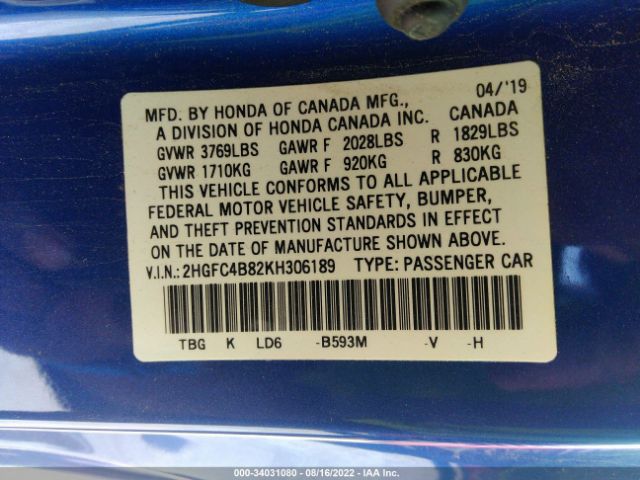 04/'19
MFD. BY HONDA OF CANADA MFG.,
A DIVISION OF HONDA CANADA INC. CANADA
GVWR 3769LBS GAWR F 2028LBS R 1829LBS
GVWR 1710KG GAWR F 920KG R 830KG
THIS VEHICLE CONFORMS TO ALL APPLICABLE
FEDERAL MOTOR VEHICLE SAFETY, BUMPER,
AND THEFT PREVENTION STANDARDS IN EFFECT
ON THE DATE OF MANUFACTURE SHOWN ABOVE.
V.I.N.: 2HGFC4B82KH306189 TYPE: PASSENGER CAR
TBG K LD6 -B593M -V -H
000-34031080 - 08/16/2022 - IAA Inc.